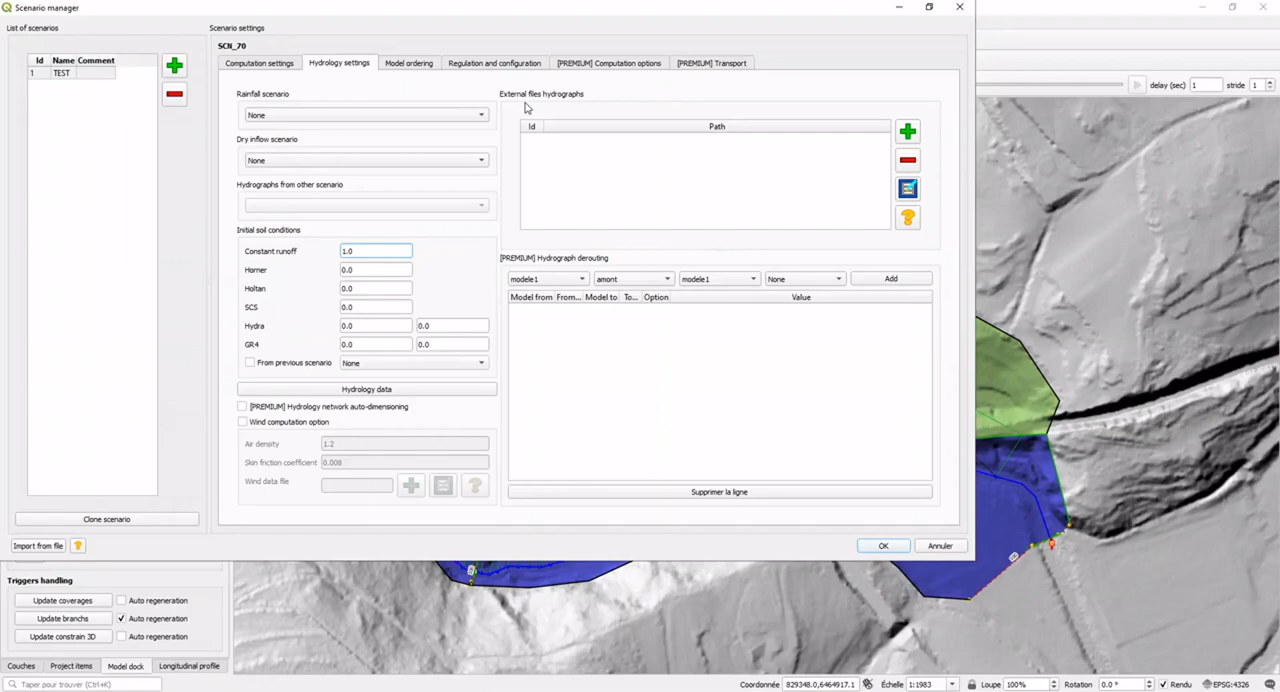 Scenario manager
List of scenarios
Id Name Comment
1 TEST
Clone scenario
Import from file
Scenario settings
SCN_70
Computation settings
Hydrology settings
Model ordering
Regulation and configuration
[PREMIUM] Computation options
[PREMIUM] Transport
Rainfall scenario
None
Dry inflow scenario
None
Hydrographs from other scenario
Initial soil conditions
Constant runoff 1.0
Horner 0.0
Holtan 0.0
SCS 0.0
Hydra 0.0 0.0
GR4 0.0 0.0
From previous scenario None
Hydrology data
[PREMIUM] Hydrology network auto-dimensioning
Wind computation option
Air density 1.2
Skin friction coefficient 0.008
Wind data file
External files hydrographs
Id Path
[PREMIUM] Hydrograph derouting
modele1 amont modele1 None Add
Model from From... Model to To... Option Value
Supprimer la ligne
OK Annuler
delay (sec) 1 stride 1
Triggers handling
Update coverages Auto regeneration
Update branchs Auto regeneration
Update constrain 3D Auto regeneration
Couches Project items Model dock Longitudinal profile
Taper pour trouver (Ctrl+K)
Coordonnée 829348.0,6464917.1 Échelle 1:1983 Loupe 100% Rotation 0.0 ° Rendu EPSG:4326